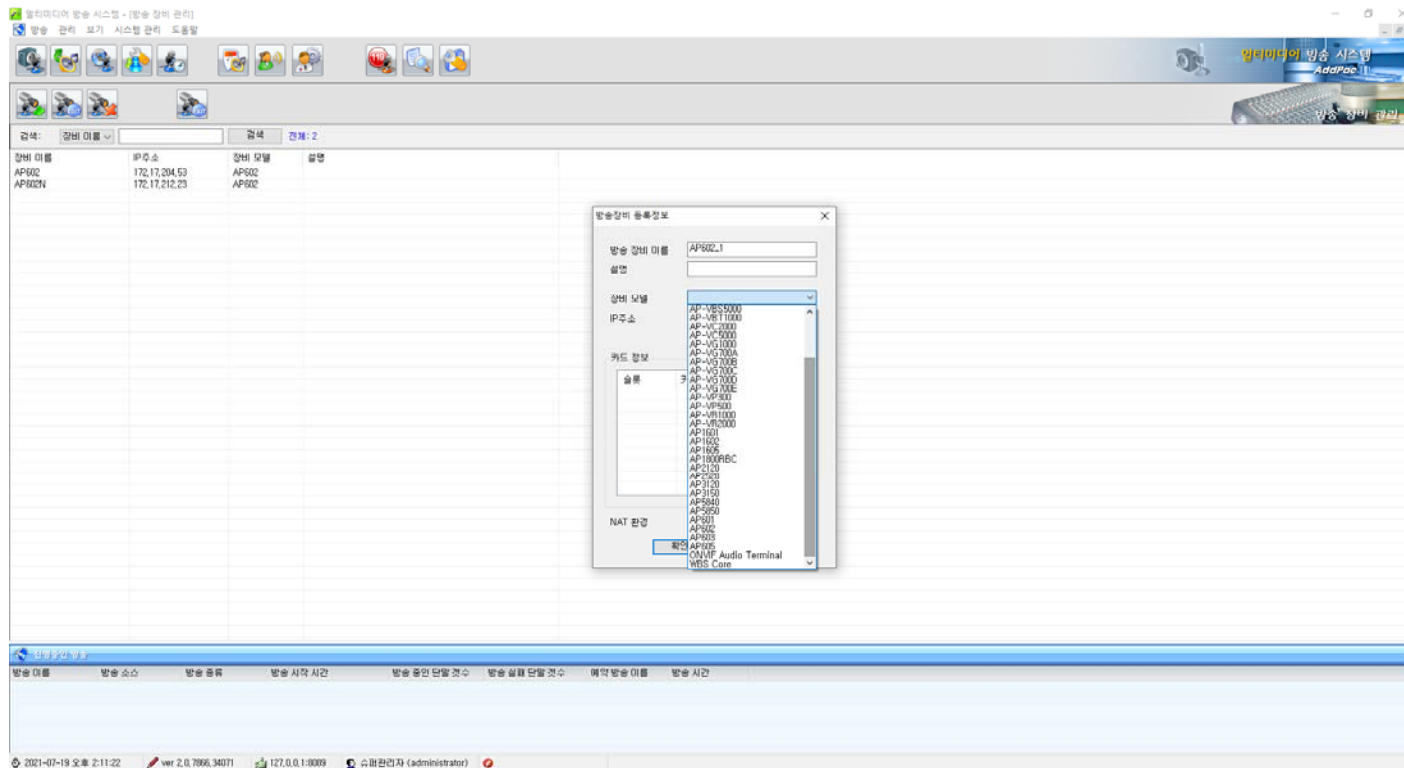 멀티미디어 방송 시스템 - [방송 장비 관리]
방송 관리 보기 시스템 관리 도움말
멀티미디어 방송 시스템
AddPac
방송 장비 관리
검색: 장비 이름 검색 전체: 2
장비 이름 IP주소 장비 모델 설명
AP602 172.17.204.53 AP602
AP602N 172.17.212.23 AP602
방송장비 등록정보
방송 장비 이름 AP602_1
설명
장비 모델
IP주소
카드 정보
슬롯
NAT 환경
확인
AP-VBS5000
AP-VBT1000
AP-VC2000
AP-VC5000
AP-VG1000
AP-VG700A
AP-VG700B
AP-VG700C
AP-VG700D
AP-VG700E
AP-VP300
AP-VP500
AP-VR1000
AP-VR2000
AP1601
AP1602
AP1605
AP1800RBC
AP2120
AP2520
AP3120
AP3150
AP5840
AP5850
AP601
AP602
AP603
AP605
ONVIF Audio Terminal
WBS Core
진행중인 방송
방송 이름 방송 소스 방송 종류 방송 시작 시간 방송 중인 단말 갯수 방송 실패 단말 갯수 예약 방송 이름 방송 시간
2021-07-19 오후 2:11:22 ver 2.0.7866.34071 127.0.0.1:8089 슈퍼관리자 (administrator)